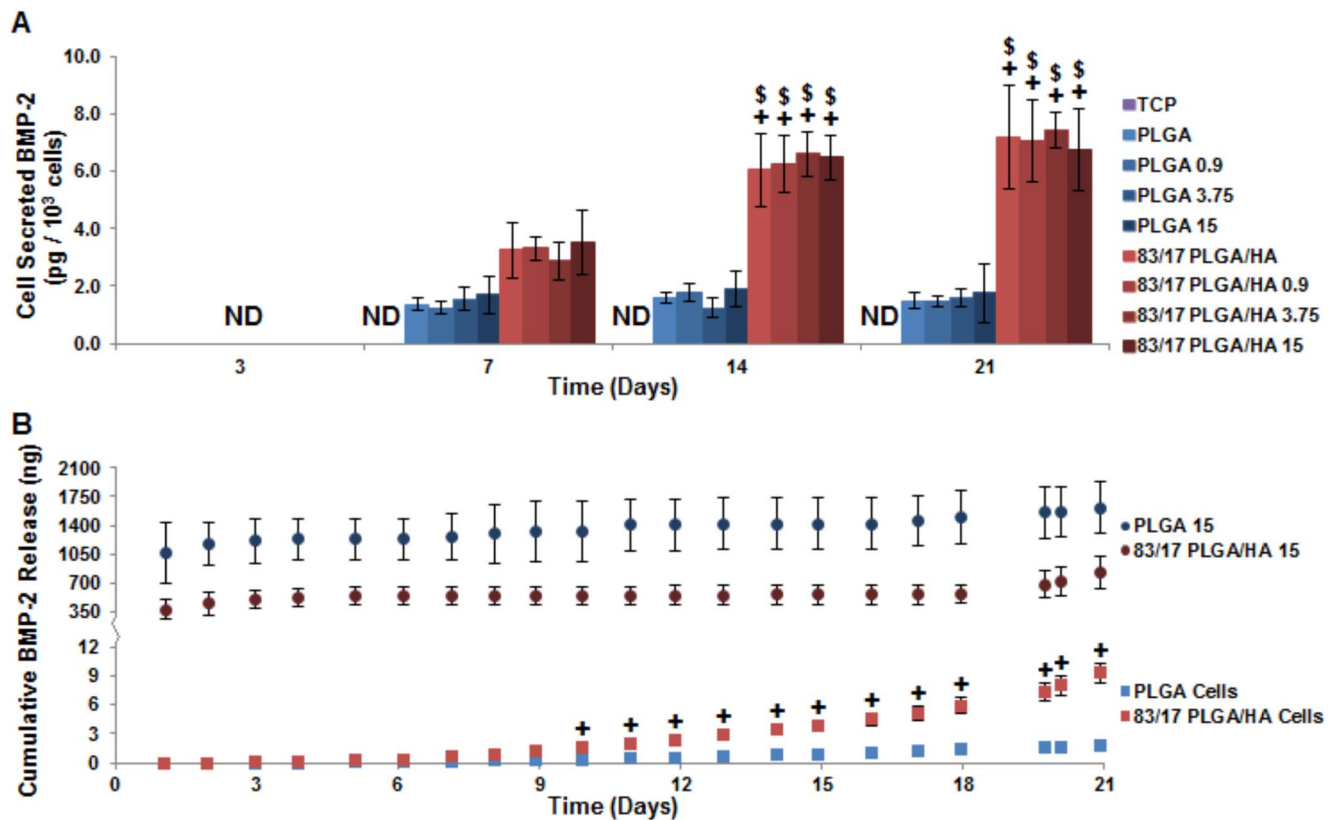 A
Cell Secreted BMP-2
(pg / 10³ cells)
10.0
8.0
6.0
4.0
2.0
0.0
ND
ND
ND
ND
$ $ $ $
+ + + +
$ $ $ $
+ + + +
3 7 14 21
Time (Days)
TCP
PLGA
PLGA 0.9
PLGA 3.75
PLGA 15
83/17 PLGA/HA
83/17 PLGA/HA 0.9
83/17 PLGA/HA 3.75
83/17 PLGA/HA 15
B
Cumulative BMP-2 Release (ng)
2100
1750
1400
1050
700
350
12
9
6
3
0
+ + + + + + + + + + +
0 3 6 9 12 15 18 21
Time (Days)
PLGA 15
83/17 PLGA/HA 15
PLGA Cells
83/17 PLGA/HA Cells